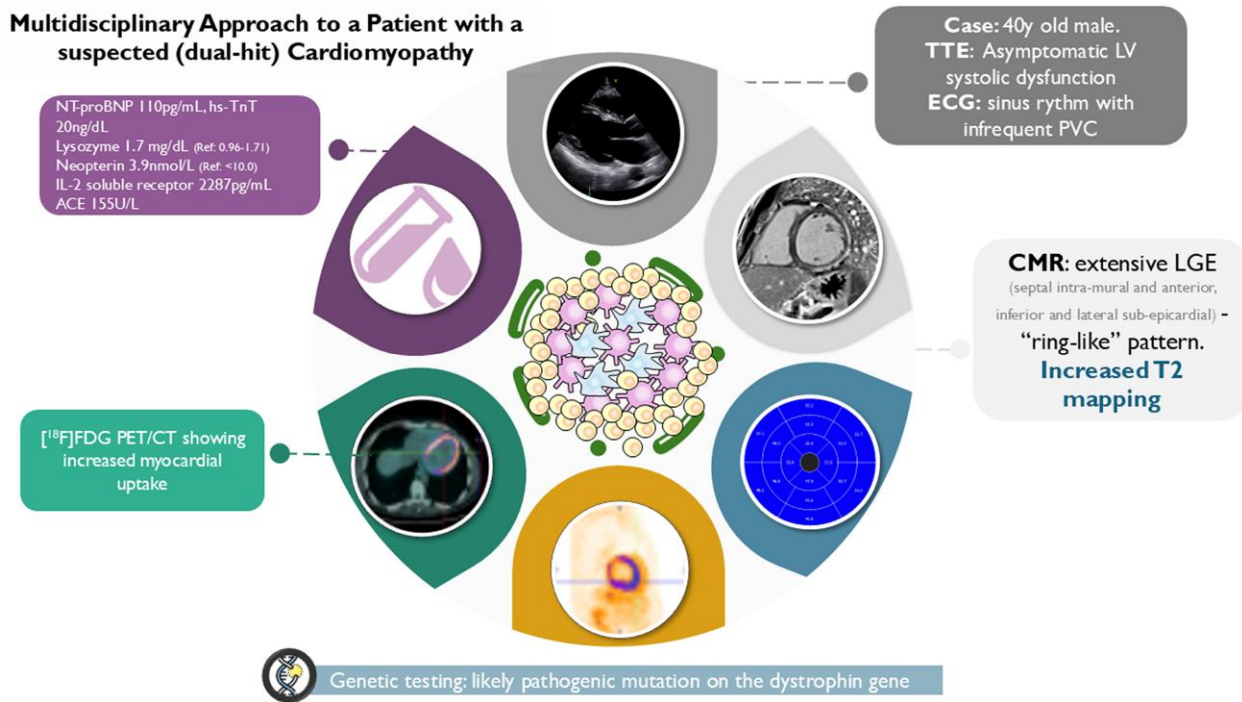 Multidisciplinary Approach to a Patient with a
suspected (dual-hit) Cardiomyopathy
Case: 40y old male.
TTE: Asymptomatic LV
systolic dysfunction
ECG: sinus rythm with
infrequent PVC
NT-proBNP 110pg/mL, hs-TnT
20ng/dL
Lysozyme 1.7 mg/dL (Ref: 0.96-1.71)
Neopterin 3.9nmol/L (Ref: <10.0)
IL-2 soluble receptor 2287pg/mL
ACE 155U/L
CMR: extensive LGE
(septal intra-mural and anterior,
inferior and lateral sub-epicardial) -
“ring-like” pattern.
Increased T2
mapping
[¹⁸F]FDG PET/CT showing
increased myocardial
uptake
Genetic testing: likely pathogenic mutation on the dystrophin gene